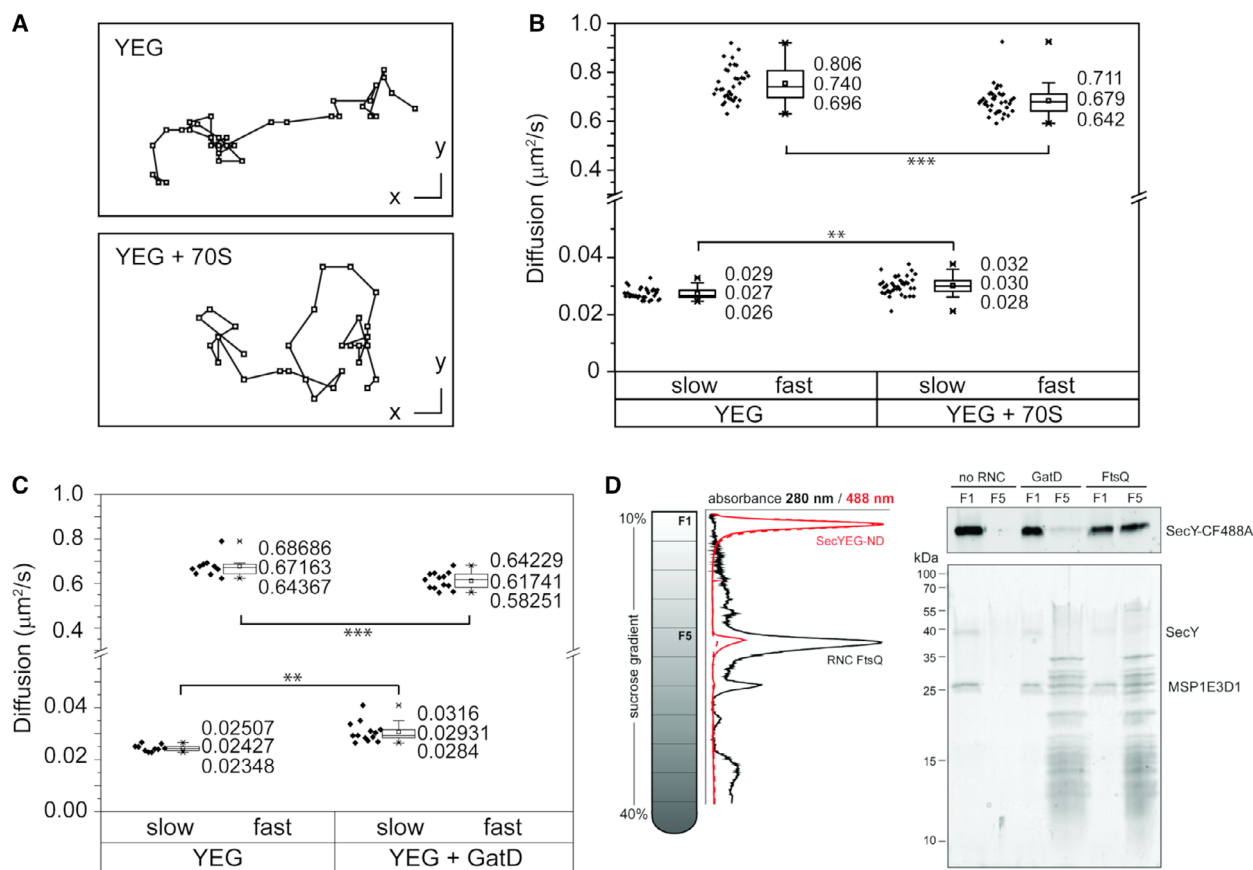 A
YEG
y
x
YEG + 70S
y
x
B
Diffusion (µm²/s)
1.0
0.8
0.6
0.4
0.04
0.02
0
0.806
0.740
0.696
0.711
0.679
0.642
***
**
0.029
0.027
0.026
0.032
0.030
0.028
slow fast slow fast
YEG YEG + 70S
C
Diffusion (µm²/s)
1.0
0.8
0.6
0.4
0.04
0.02
0.00
0.68686
0.67163
0.64367
0.64229
0.61741
0.58251
***
**
0.02507
0.02427
0.02348
0.0316
0.02931
0.0284
slow fast slow fast
YEG YEG + GatD
D
absorbance 280 nm / 488 nm
10%
F1
SecYEG-ND
sucrose gradient
F5
RNC FtsQ
40%
no RNC GatD FtsQ
F1 F5 F1 F5 F1 F5
SecY-CF488A
kDa
100
70
55
40
35
25
15
10
SecY
MSP1E3D1